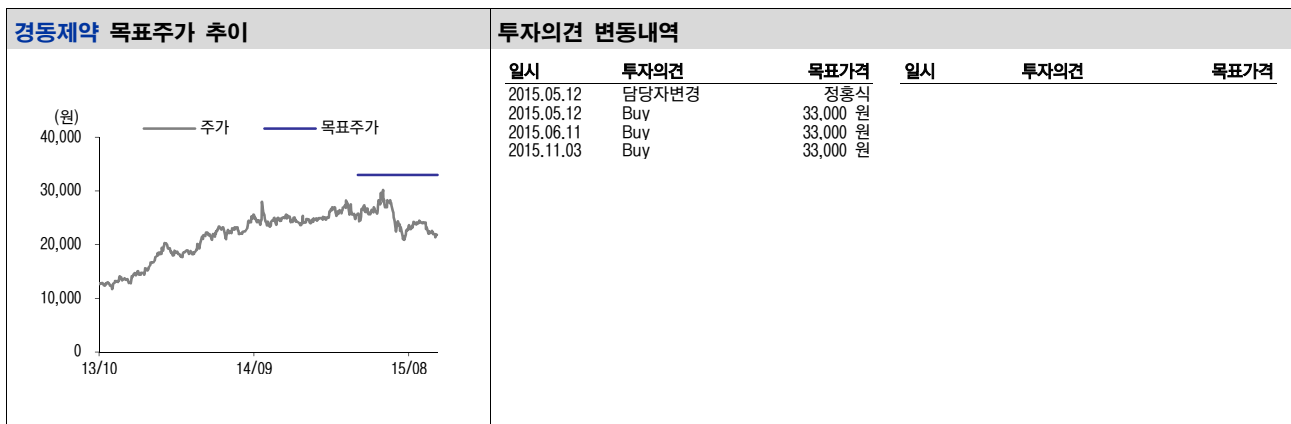 경동제약 목표주가 추이
(원)
주가
목표주가
40,000
30,000
20,000
10,000
0
13/10
14/09
15/08
투자의견 변동내역
일시 투자의견 목표가격 일시 투자의견 목표가격
2015.05.12 담당자변경 정홍식
2015.05.12 Buy 33,000 원
2015.06.11 Buy 33,000 원
2015.11.03 Buy 33,000 원